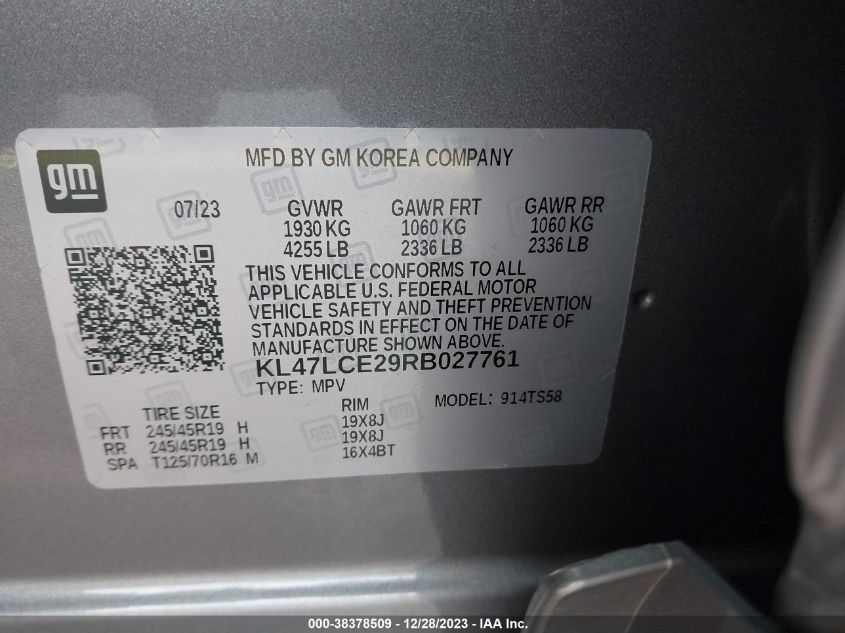 gm
MFD BY GM KOREA COMPANY
07/23 GVWR GAWR FRT GAWR RR
1930 KG 1060 KG 1060 KG
4255 LB 2336 LB 2336 LB
THIS VEHICLE CONFORMS TO ALL
APPLICABLE U.S. FEDERAL MOTOR
VEHICLE SAFETY AND THEFT PREVENTION
STANDARDS IN EFFECT ON THE DATE OF
MANUFACTURE SHOWN ABOVE.
KL47LCE29RB027761
TYPE: MPV MODEL: 914TS58
TIRE SIZE RIM
FRT 245/45R19 H 19X8J
RR 245/45R19 H 19X8J
SPA T125/70R16 M 16X4BT
000-38378509 - 12/28/2023 - IAA Inc.